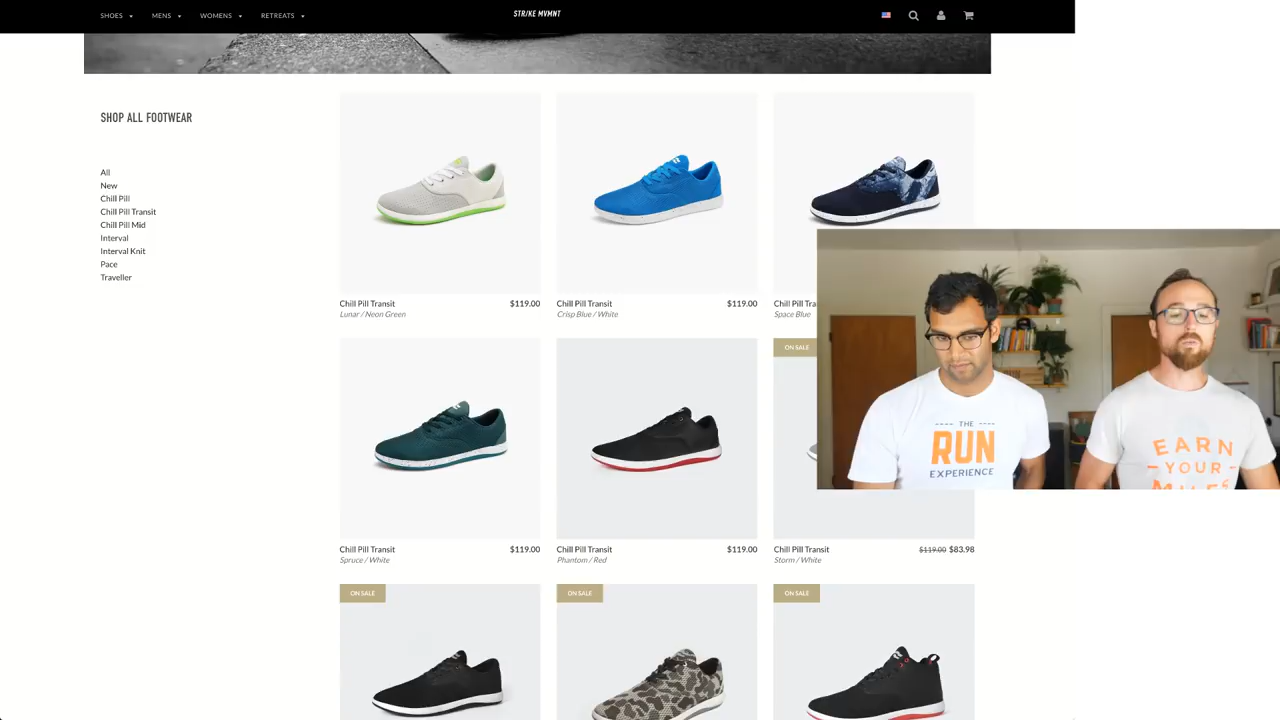 SHOES
MENS
WOMENS
RETREATS
STR/KE MVMNT
SHOP ALL FOOTWEAR
All
New
Chill Pill
Chill Pill Transit
Chill Pill Mid
Interval
Interval Knit
Pace
Traveller
Chill Pill Transit $119.00
Lunar / Neon Green
Chill Pill Transit $119.00
Crisp Blue / White
Chill Pill Tra
Space Blue
ON SALE
Chill Pill Transit $119.00
Spruce / White
Chill Pill Transit $119.00
Phantom / Red
Chill Pill Transit $119.00 $83.98
Storm / White
ON SALE
ON SALE
ON SALE
---- THE ----
RUN
EXPERIENCE
EARN
- YOUR -
MILES